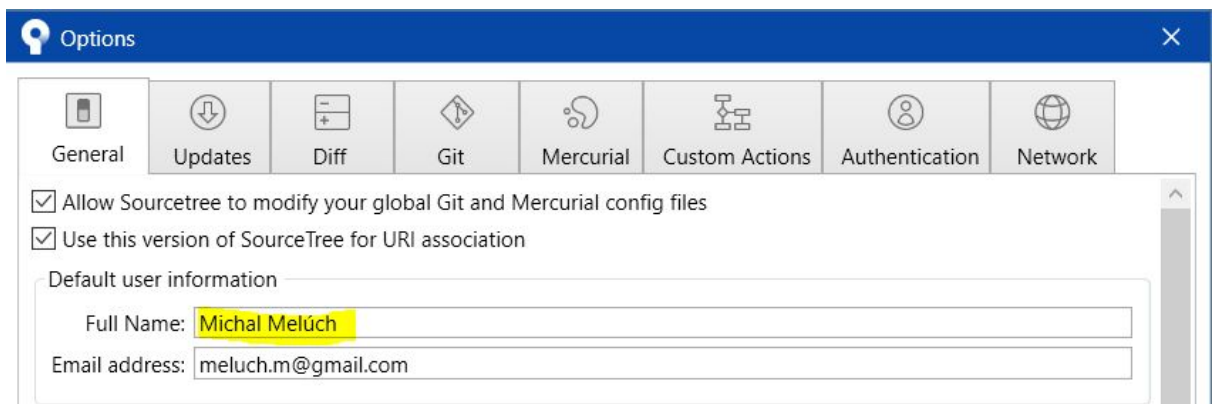 Options
General Updates Diff Git Mercurial Custom Actions Authentication Network
Allow Sourcetree to modify your global Git and Mercurial config files
Use this version of SourceTree for URI association
Default user information
Full Name: Michal Melúch
Email address: meluch.m@gmail.com